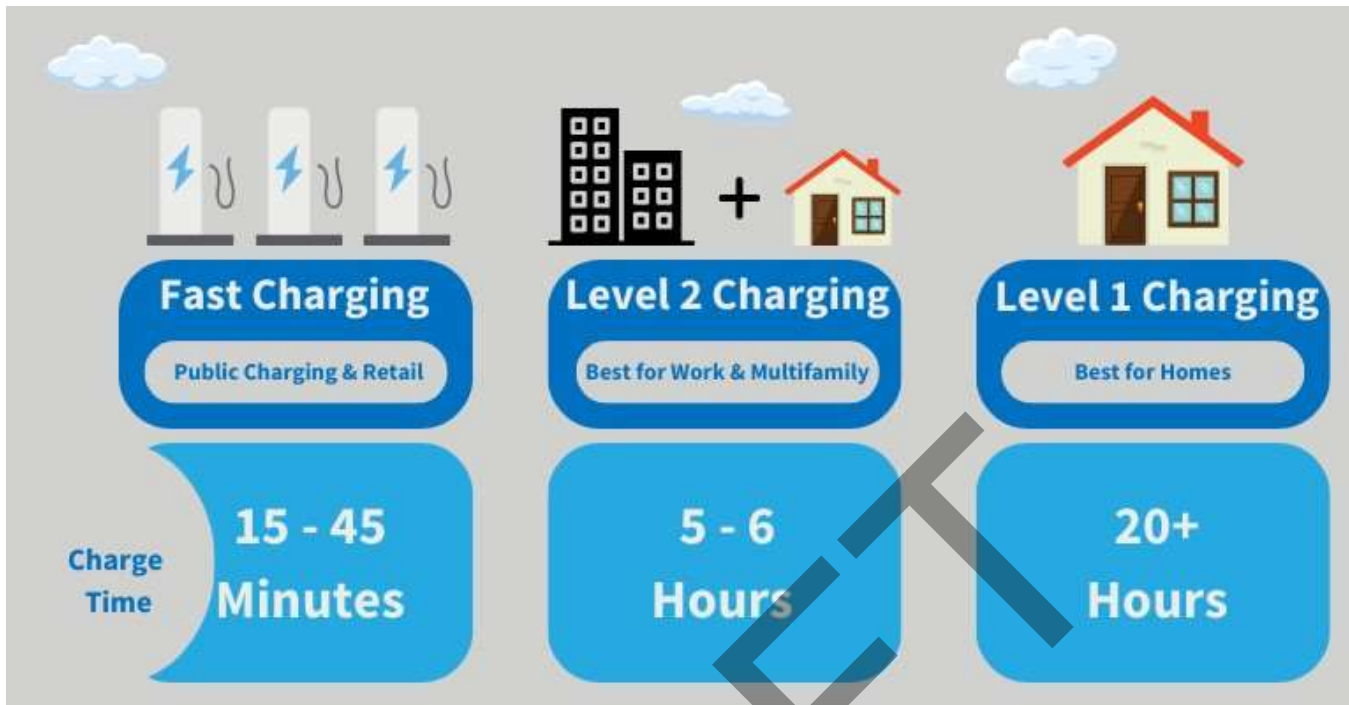 Fast Charging
Public Charging & Retail
Level 2 Charging
Best for Work & Multifamily
Level 1 Charging
Best for Homes
Charge
Time
15 - 45
Minutes
5 - 6
Hours
20+
Hours